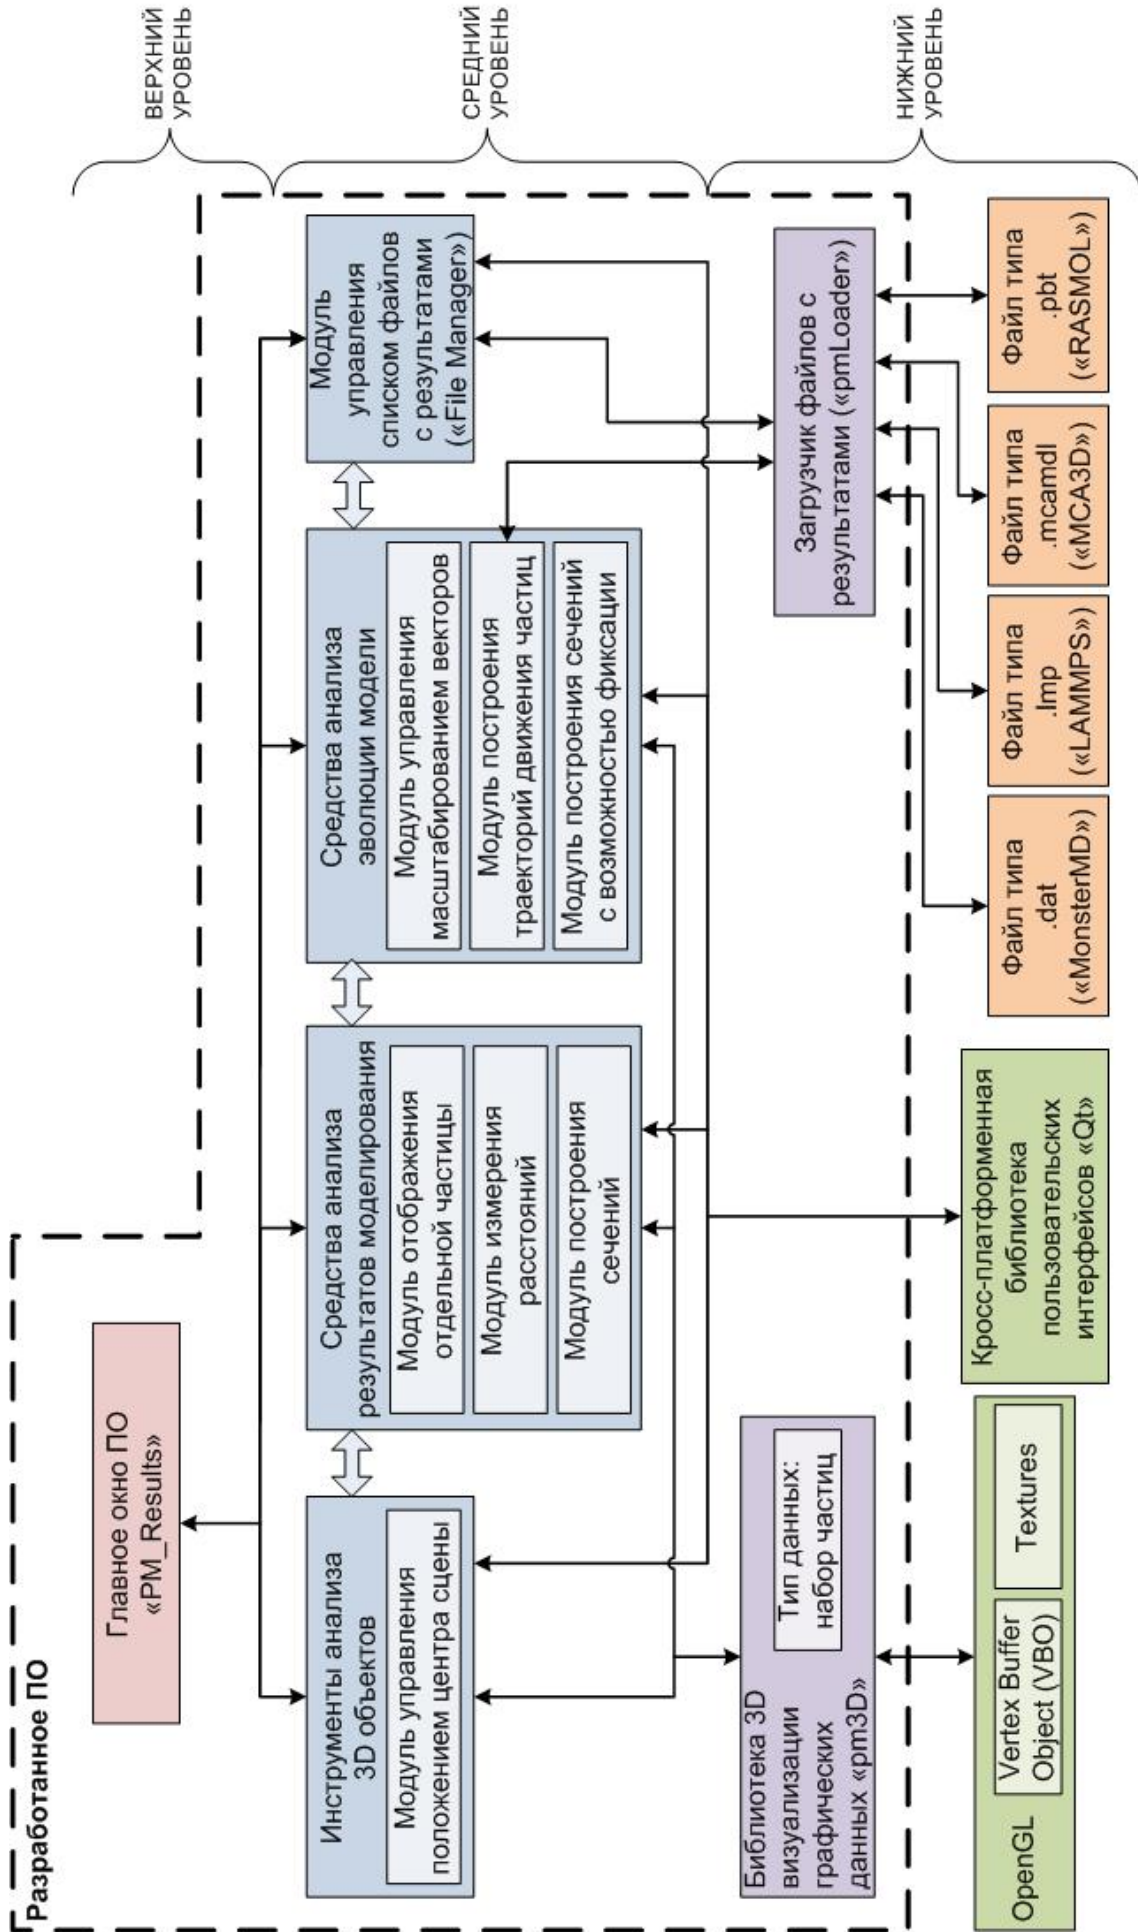 Разработанное ПО
Главное окно ПО
«PM_Results»
ВЕРХНИЙ
УРОВЕНЬ
Инструменты анализа
3D объектов
Модуль управления
положением центра сцены
Средства анализа
результатов моделирования
Модуль отображения
отдельной частицы
Модуль измерения
расстояний
Модуль построения
сечений
Средства анализа
эволюции модели
Модуль управления
масштабированием векторов
Модуль построения
траекторий движения частиц
Модуль построения сечений
с возможностью фиксации
Модуль
управления
списком файлов
с результатами
(«File Manager»)
СРЕДНИЙ
УРОВЕНЬ
Библиотека 3D
визуализации
графических
данных «pm3D»
Тип данных:
набор частиц
Загрузчик файлов с
результатами («pmLoader»)
НИЖНИЙ
УРОВЕНЬ
OpenGL
Vertex Buffer
Object (VBO)
Textures
Кросс-платформенная
библиотека
пользовательских
интерфейсов «Qt»
Файл типа
.dat
(«MonsterMD»)
Файл типа
.lmp
(«LAMMPS»)
Файл типа
.mcamdl
(«MCA3D»)
Файл типа
.pbt
(«RASMOL»)